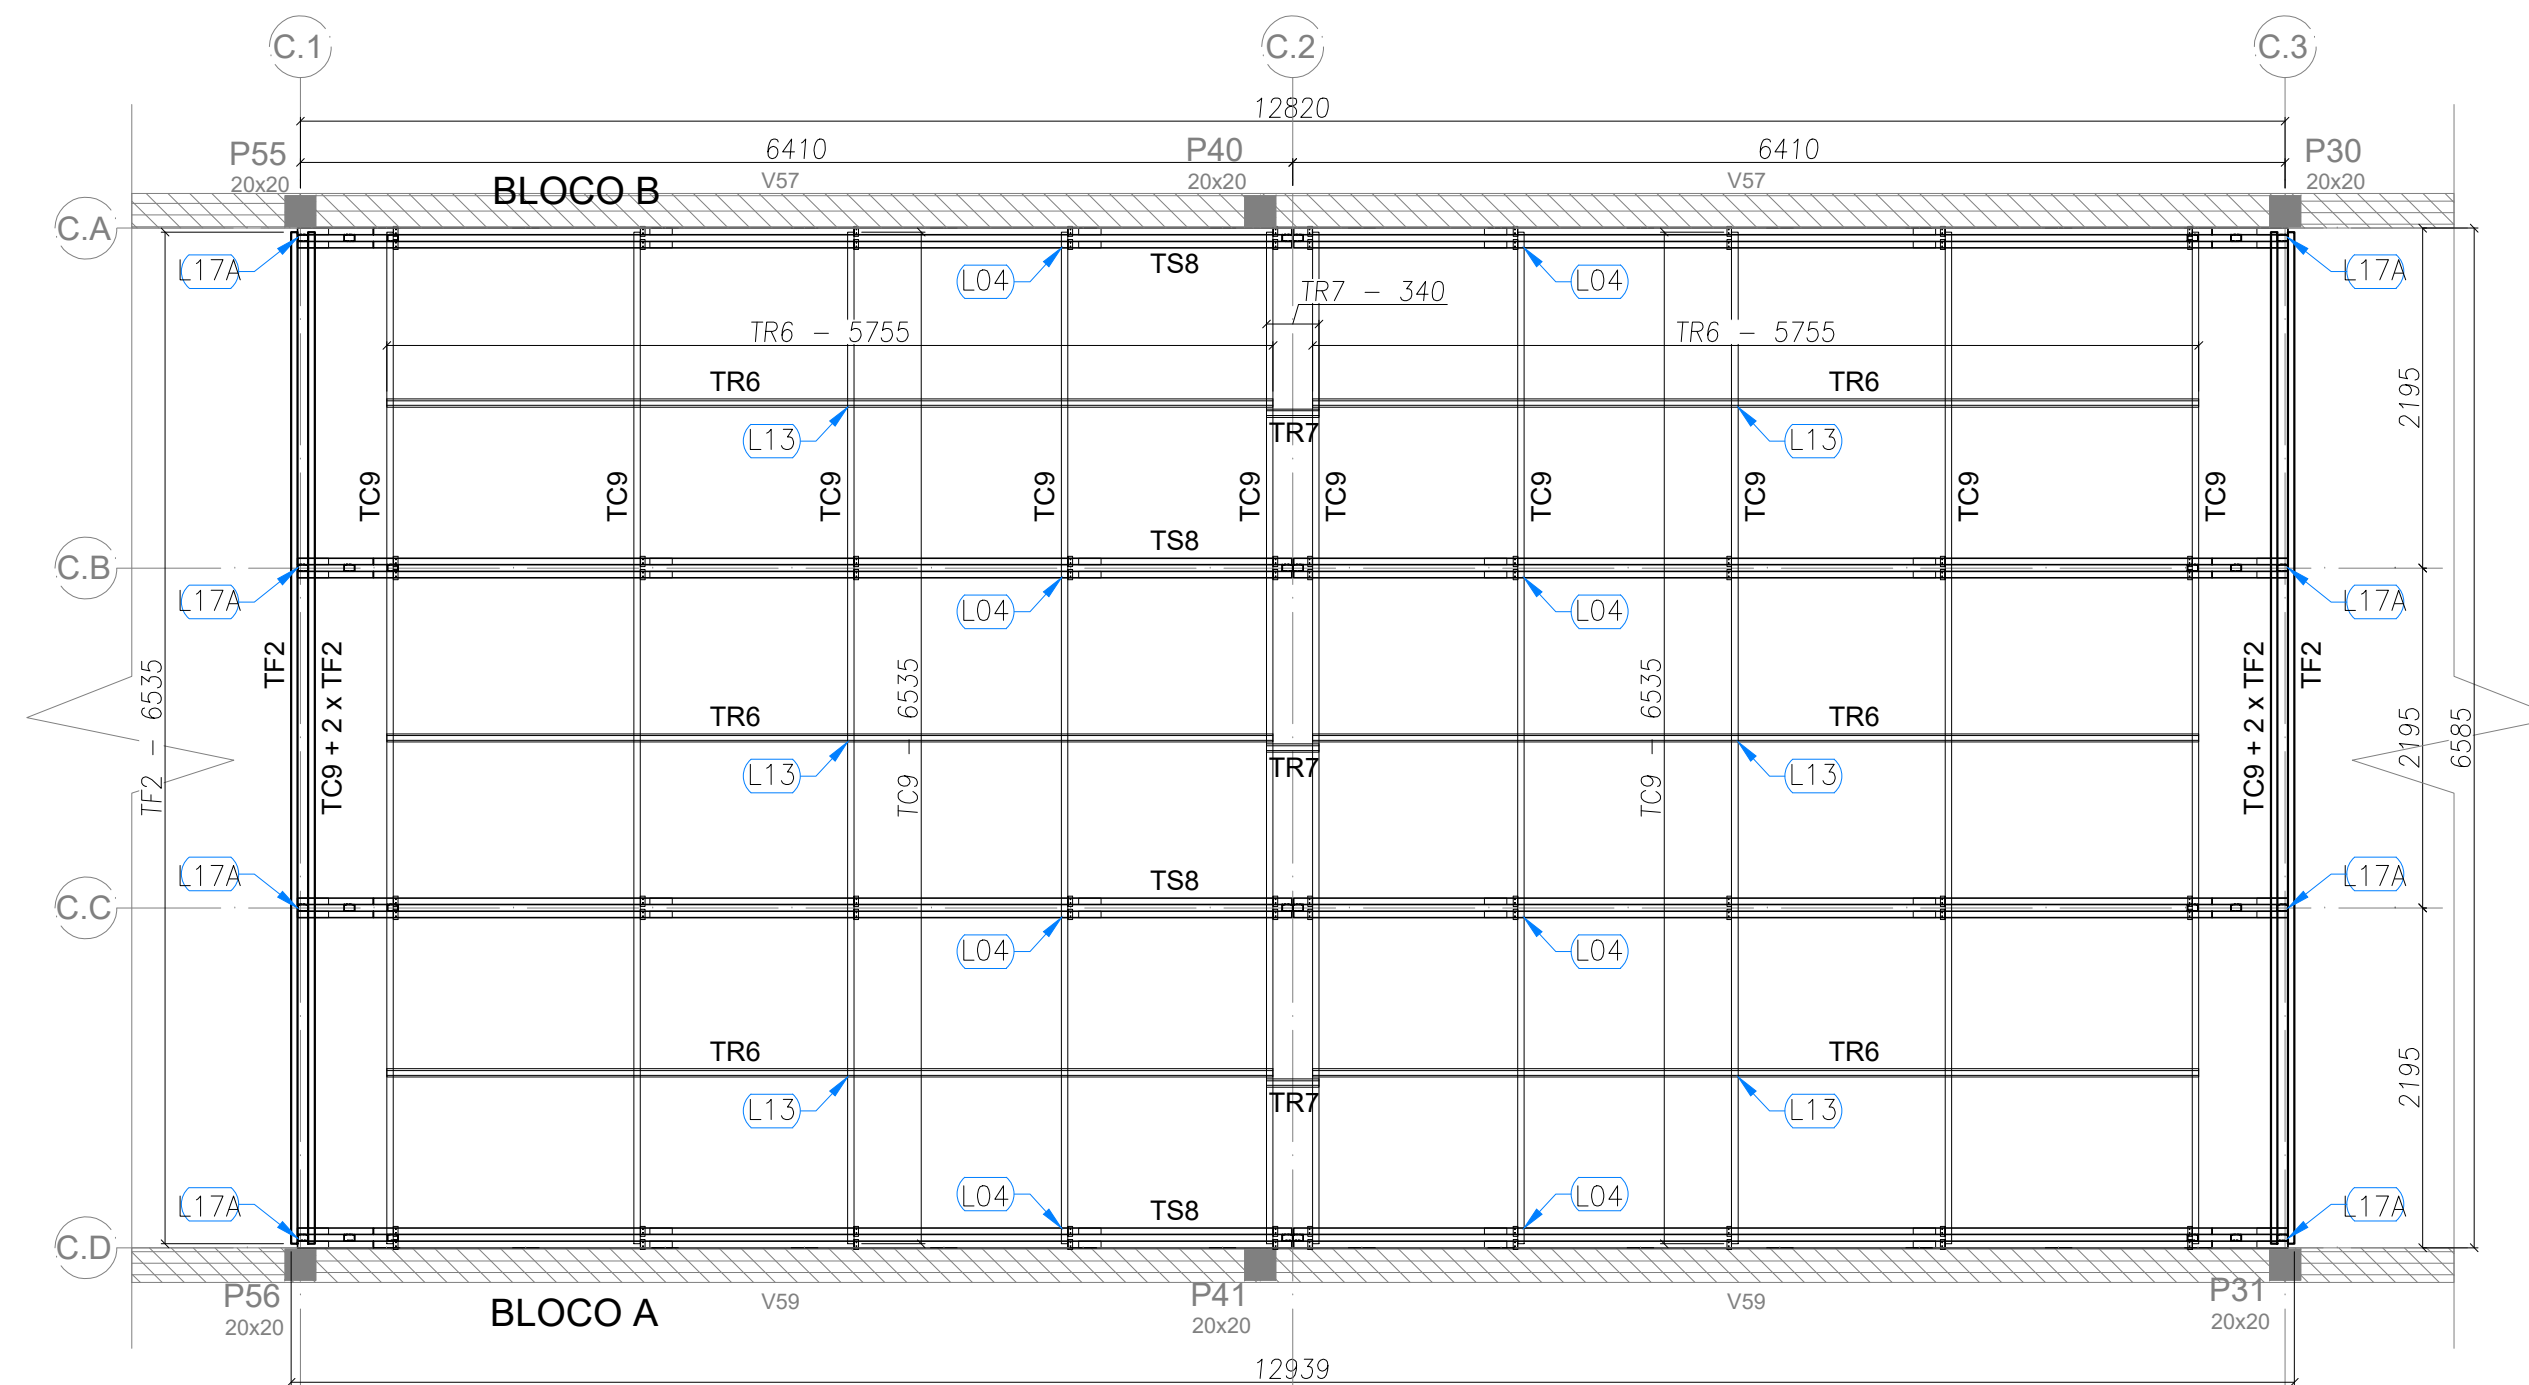 C.1
C.2
C.3
12820
6410
6410
P55
20x20
BLOCO B
V57
P40
20x20
V57
P30
20x20
C.A
L17A
L04
TS8
L04
L17A
TR7 - 340
TR6 - 5755
TR6 - 5755
TR6
TR6
2195
L13
TR7
L13
TC9
TC9
TC9
TC9
TC9
TC9
TC9
TC9
TC9
TC9
TS8
C.B
L17A
L04
L04
L17A
TF2 - 6535
TF2
TC9 + 2 x TF2
TC9 - 6535
TC9 - 6535
TC9 + 2 x TF2
TF2
2195
6585
TR6
TR6
L13
TR7
L13
L17A
TS8
L17A
C.C
L04
L04
TR6
TR6
2195
L13
TR7
L13
L17A
L04
TS8
L04
L17A
C.D
P56
20x20
BLOCO A
V59
P41
20x20
V59
P31
20x20
12939